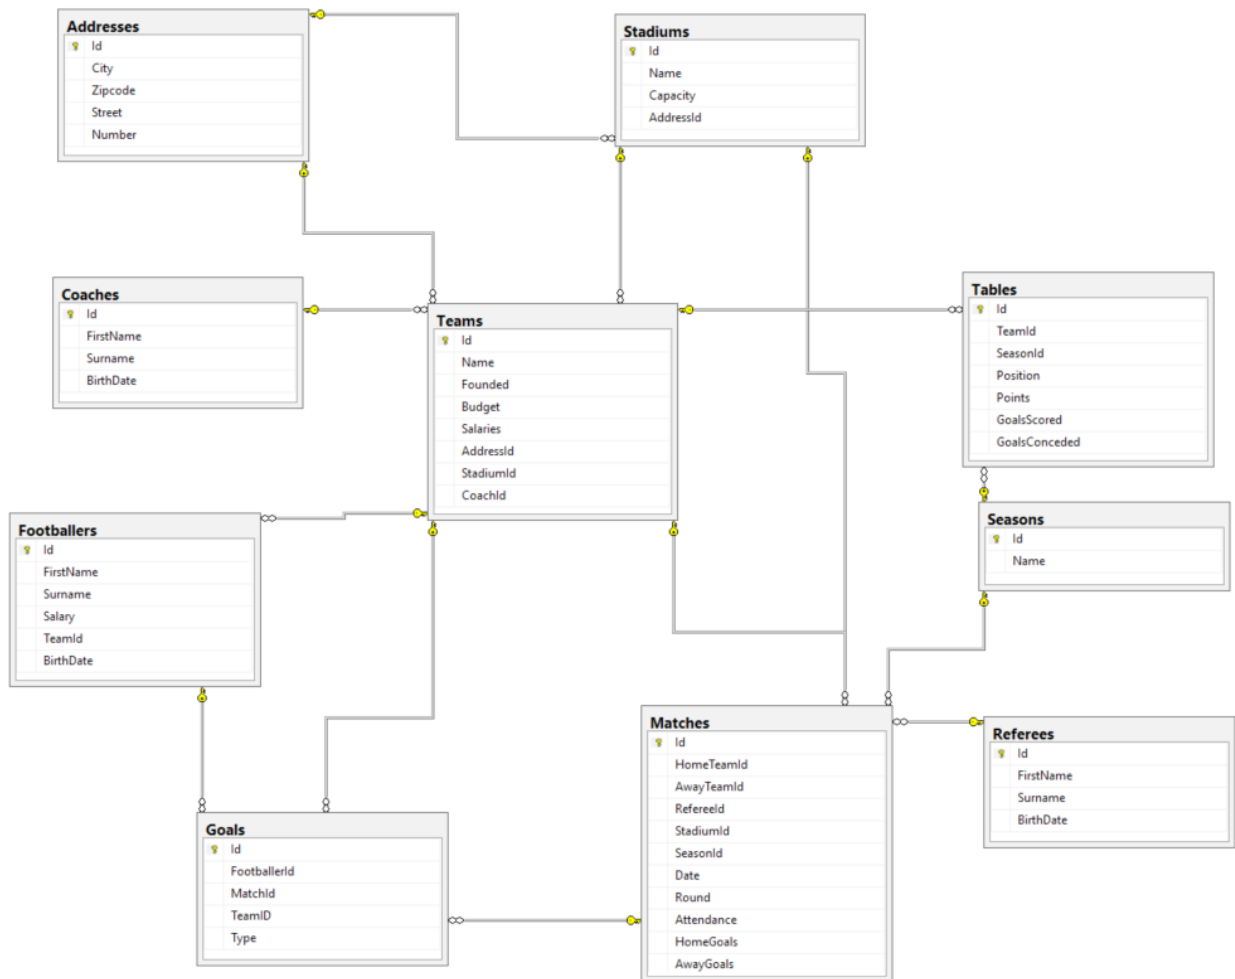 Addresses
Id
City
Zipcode
Street
Number
Stadiums
Id
Name
Capacity
AddressId
Coaches
Id
FirstName
Surname
BirthDate
Teams
Id
Name
Founded
Budget
Salaries
AddressId
StadiumId
CoachId
Tables
Id
TeamId
SeasonId
Position
Points
GoalsScored
GoalsConceded
Seasons
Id
Name
Footballers
Id
FirstName
Surname
Salary
TeamId
BirthDate
Matches
Id
HomeTeamId
AwayTeamId
RefereeId
StadiumId
SeasonId
Date
Round
Attendance
HomeGoals
AwayGoals
Referees
Id
FirstName
Surname
BirthDate
Goals
Id
FootballerId
MatchId
TeamID
Type